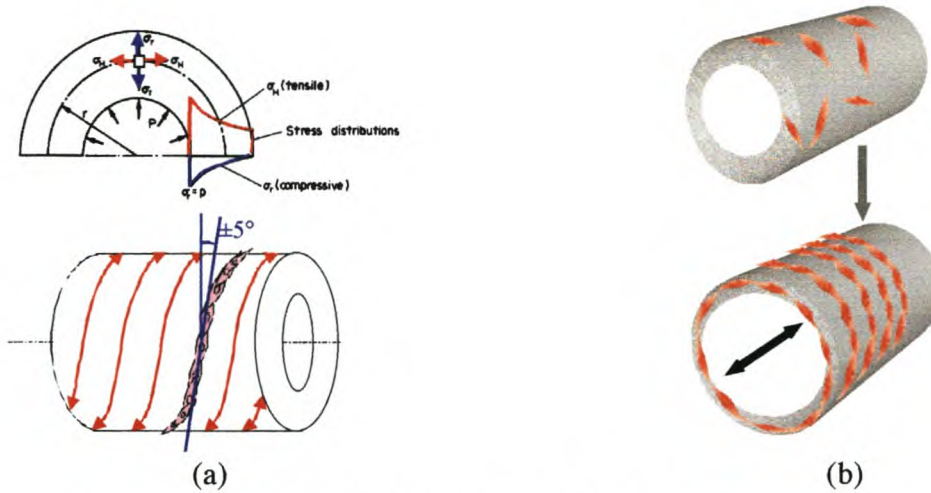 σr
σH
σH
σr
r
P
σH (tensile)
Stress distributions
σr (compressive)
σr = p
±5°
(a)
(b)